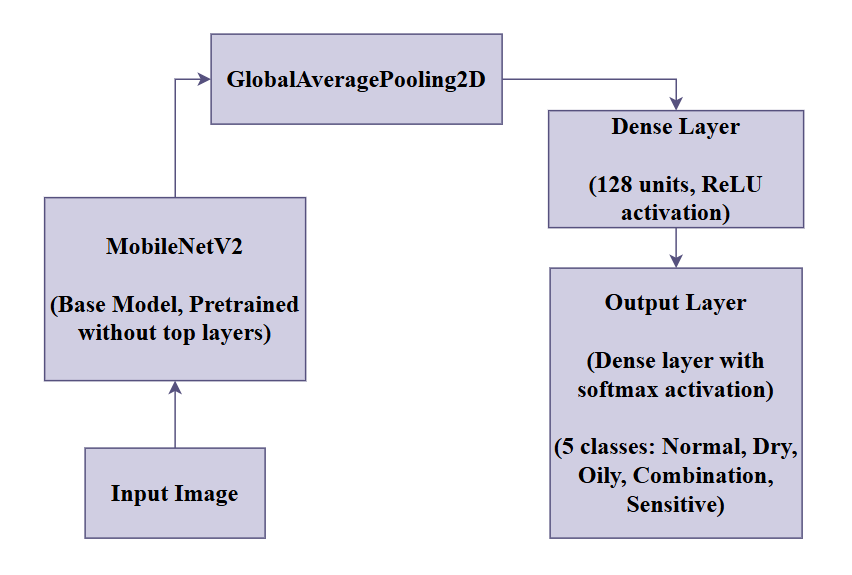 GlobalAveragePooling2D
Dense Layer
(128 units, ReLU
activation)
MobileNetV2
(Base Model, Pretrained
without top layers)
Output Layer
(Dense layer with
softmax activation)
(5 classes: Normal, Dry,
Oily, Combination,
Sensitive)
Input Image